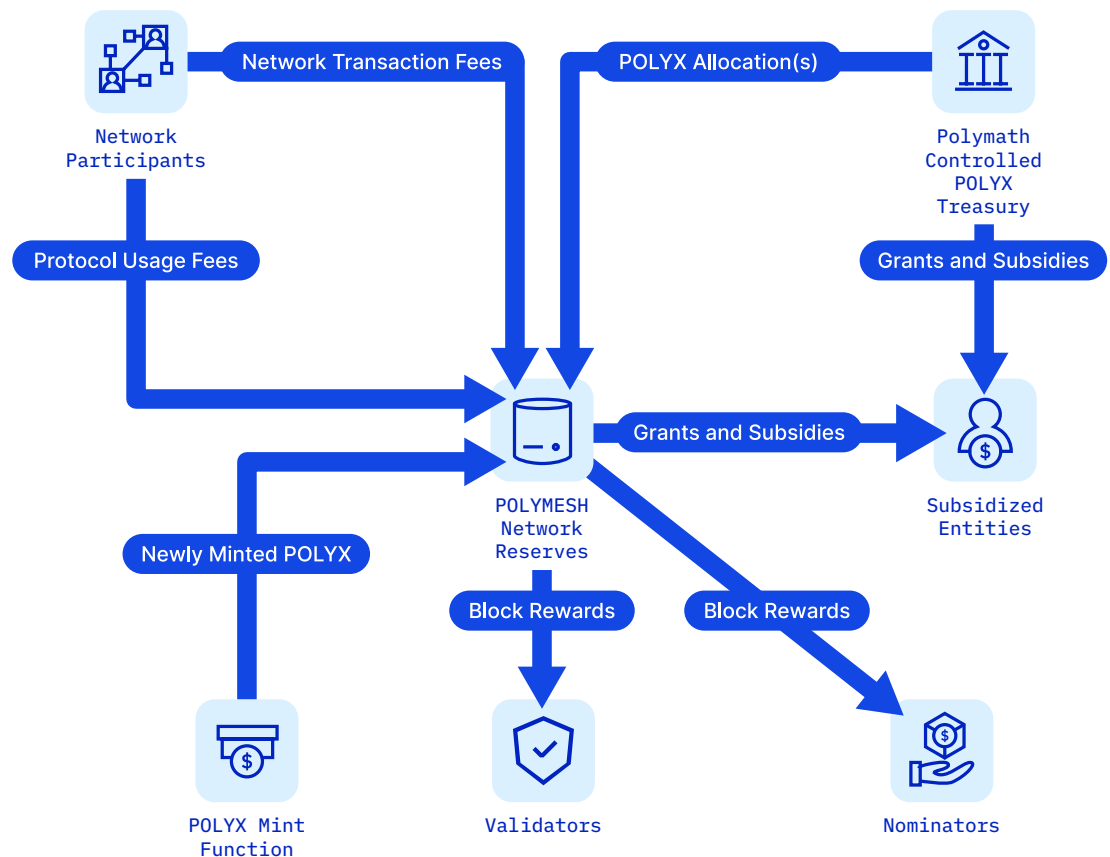 Network Transaction Fees
POLYX Allocation(s)
Network
Participants
Polymath
Controlled
POLYX
Treasury
Protocol Usage Fees
Grants and Subsidies
$
Grants and Subsidies
POLYMESH
Network
Reserves
Subsidized
Entities
Newly Minted POLYX
Block Rewards
Block Rewards
$
$
POLYX Mint
Function
Validators
Nominators